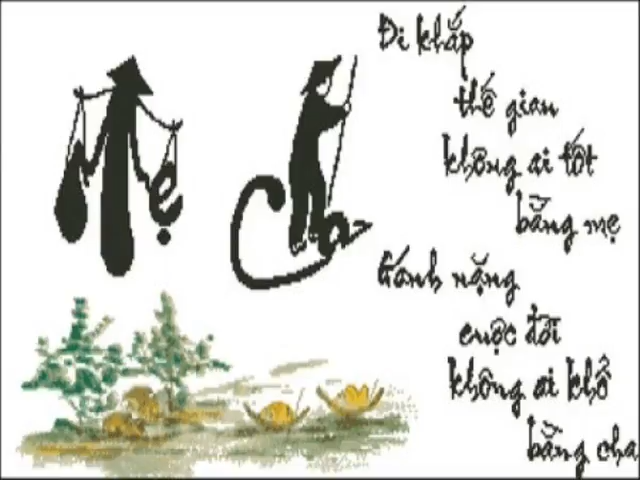 Mẹ Cha
Đi khắp
thế gian
không ai tốt
bằng mẹ
Gánh nặng
cuộc đời
không ai khổ
bằng cha